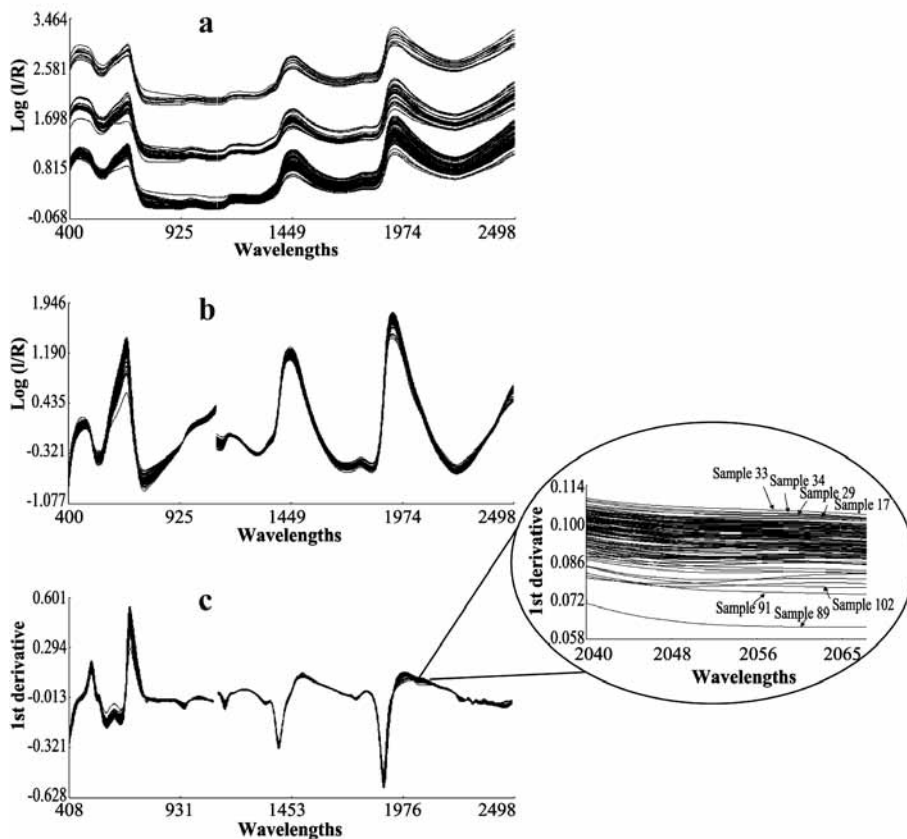 a
3.464
2.581
1.698
0.815
-0.068
Log (l/R)
400 925 1449 1974 2498
Wavelengths
b
1.946
1.190
0.435
-0.321
-1.077
Log (l/R)
400 925 1449 1974 2498
Wavelengths
c
0.601
0.294
-0.013
-0.321
-0.628
1st derivative
408 931 1453 1976 2498
Wavelengths
0.114
0.100
0.086
0.072
0.058
1st derivative
Sample 33
Sample 34
Sample 29
Sample 17
Sample 91
Sample 89
Sample 102
2040 2048 2056 2065
Wavelengths